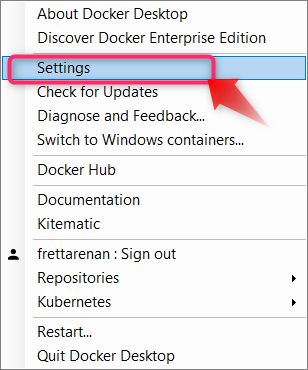 About Docker Desktop
Discover Docker Enterprise Edition
Settings
Check for Updates
Diagnose and Feedback...
Switch to Windows containers...
Docker Hub
Documentation
Kitematic
frettarenan : Sign out
Repositories
Kubernetes
Restart...
Quit Docker Desktop